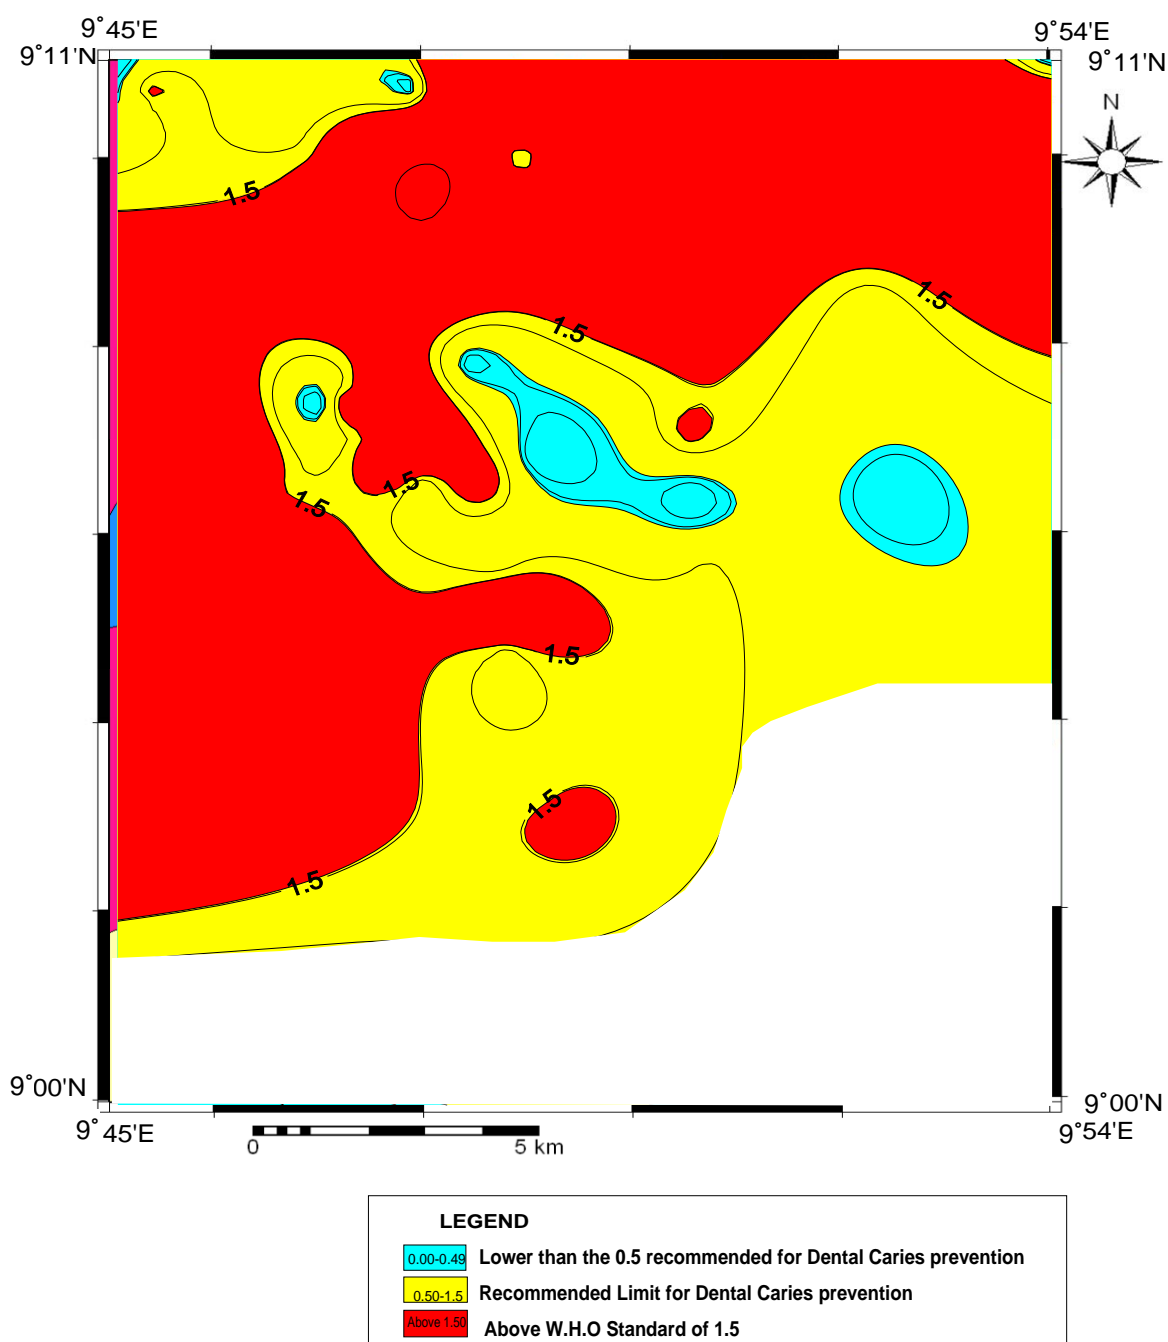 9°45'E
9°54'E
9°11'N
9°11'N
N
1.5
1.5
1.5
1.5
1.5
1.5
1.5
1.5
9°00'N
9°00'N
9°45'E
9°54'E
0
5 km
LEGEND
0.00-0.49 Lower than the 0.5 recommended for Dental Caries prevention
0.50-1.5 Recommended Limit for Dental Caries prevention
Above 1.50 Above W.H.O Standard of 1.5